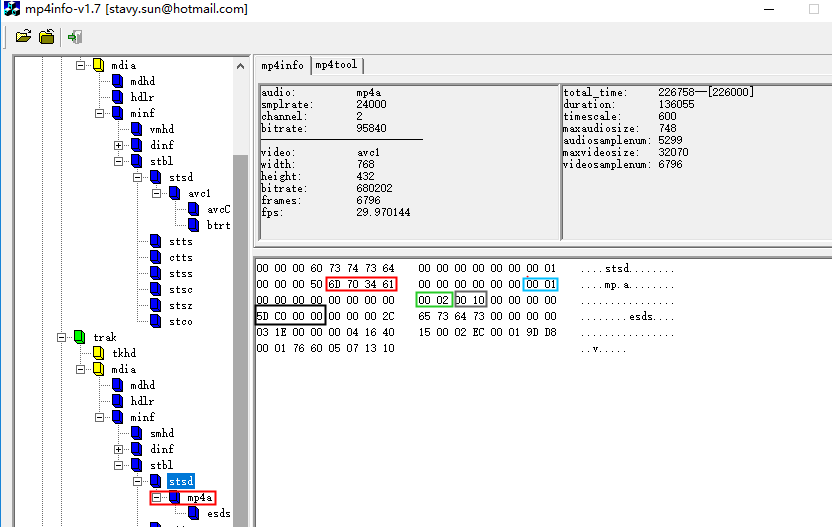 mp4info-v1.7 [stavy.sun@hotmail.com]
mdia
mdhd
hdlr
minf
vmhd
dinf
stbl
stsd
avc1
avcC
btrt
stts
ctts
stss
stsc
stsz
stco
trak
tkhd
mdia
mdhd
hdlr
minf
smhd
dinf
stbl
stsd
mp4a
esds
mp4info mp4tool
audio: mp4a
smplrate: 24000
channel: 2
bitrate: 95840
video: avc1
width: 768
height: 432
bitrate: 680202
frames: 6796
fps: 29.970144
total_time: 226758--[226000]
duration: 136055
timescale: 600
maxaudiosize: 748
audiosamplenum: 5299
maxvideosize: 32070
videosamplenum: 6796
00 00 00 60 73 74 73 64 00 00 00 00 00 00 00 01 ....stsd........
00 00 00 50 6D 70 34 61 00 00 00 00 00 00 00 01 ....mp.a........
00 00 00 00 00 00 00 00 00 02 00 10 00 00 00 00 ................
5D C0 00 00 00 00 00 2C 65 73 64 73 00 00 00 00 ........esds....
03 1E 00 00 00 04 16 40 15 00 02 EC 00 01 9D D8 ................
00 01 76 60 05 07 13 10 ..v.....